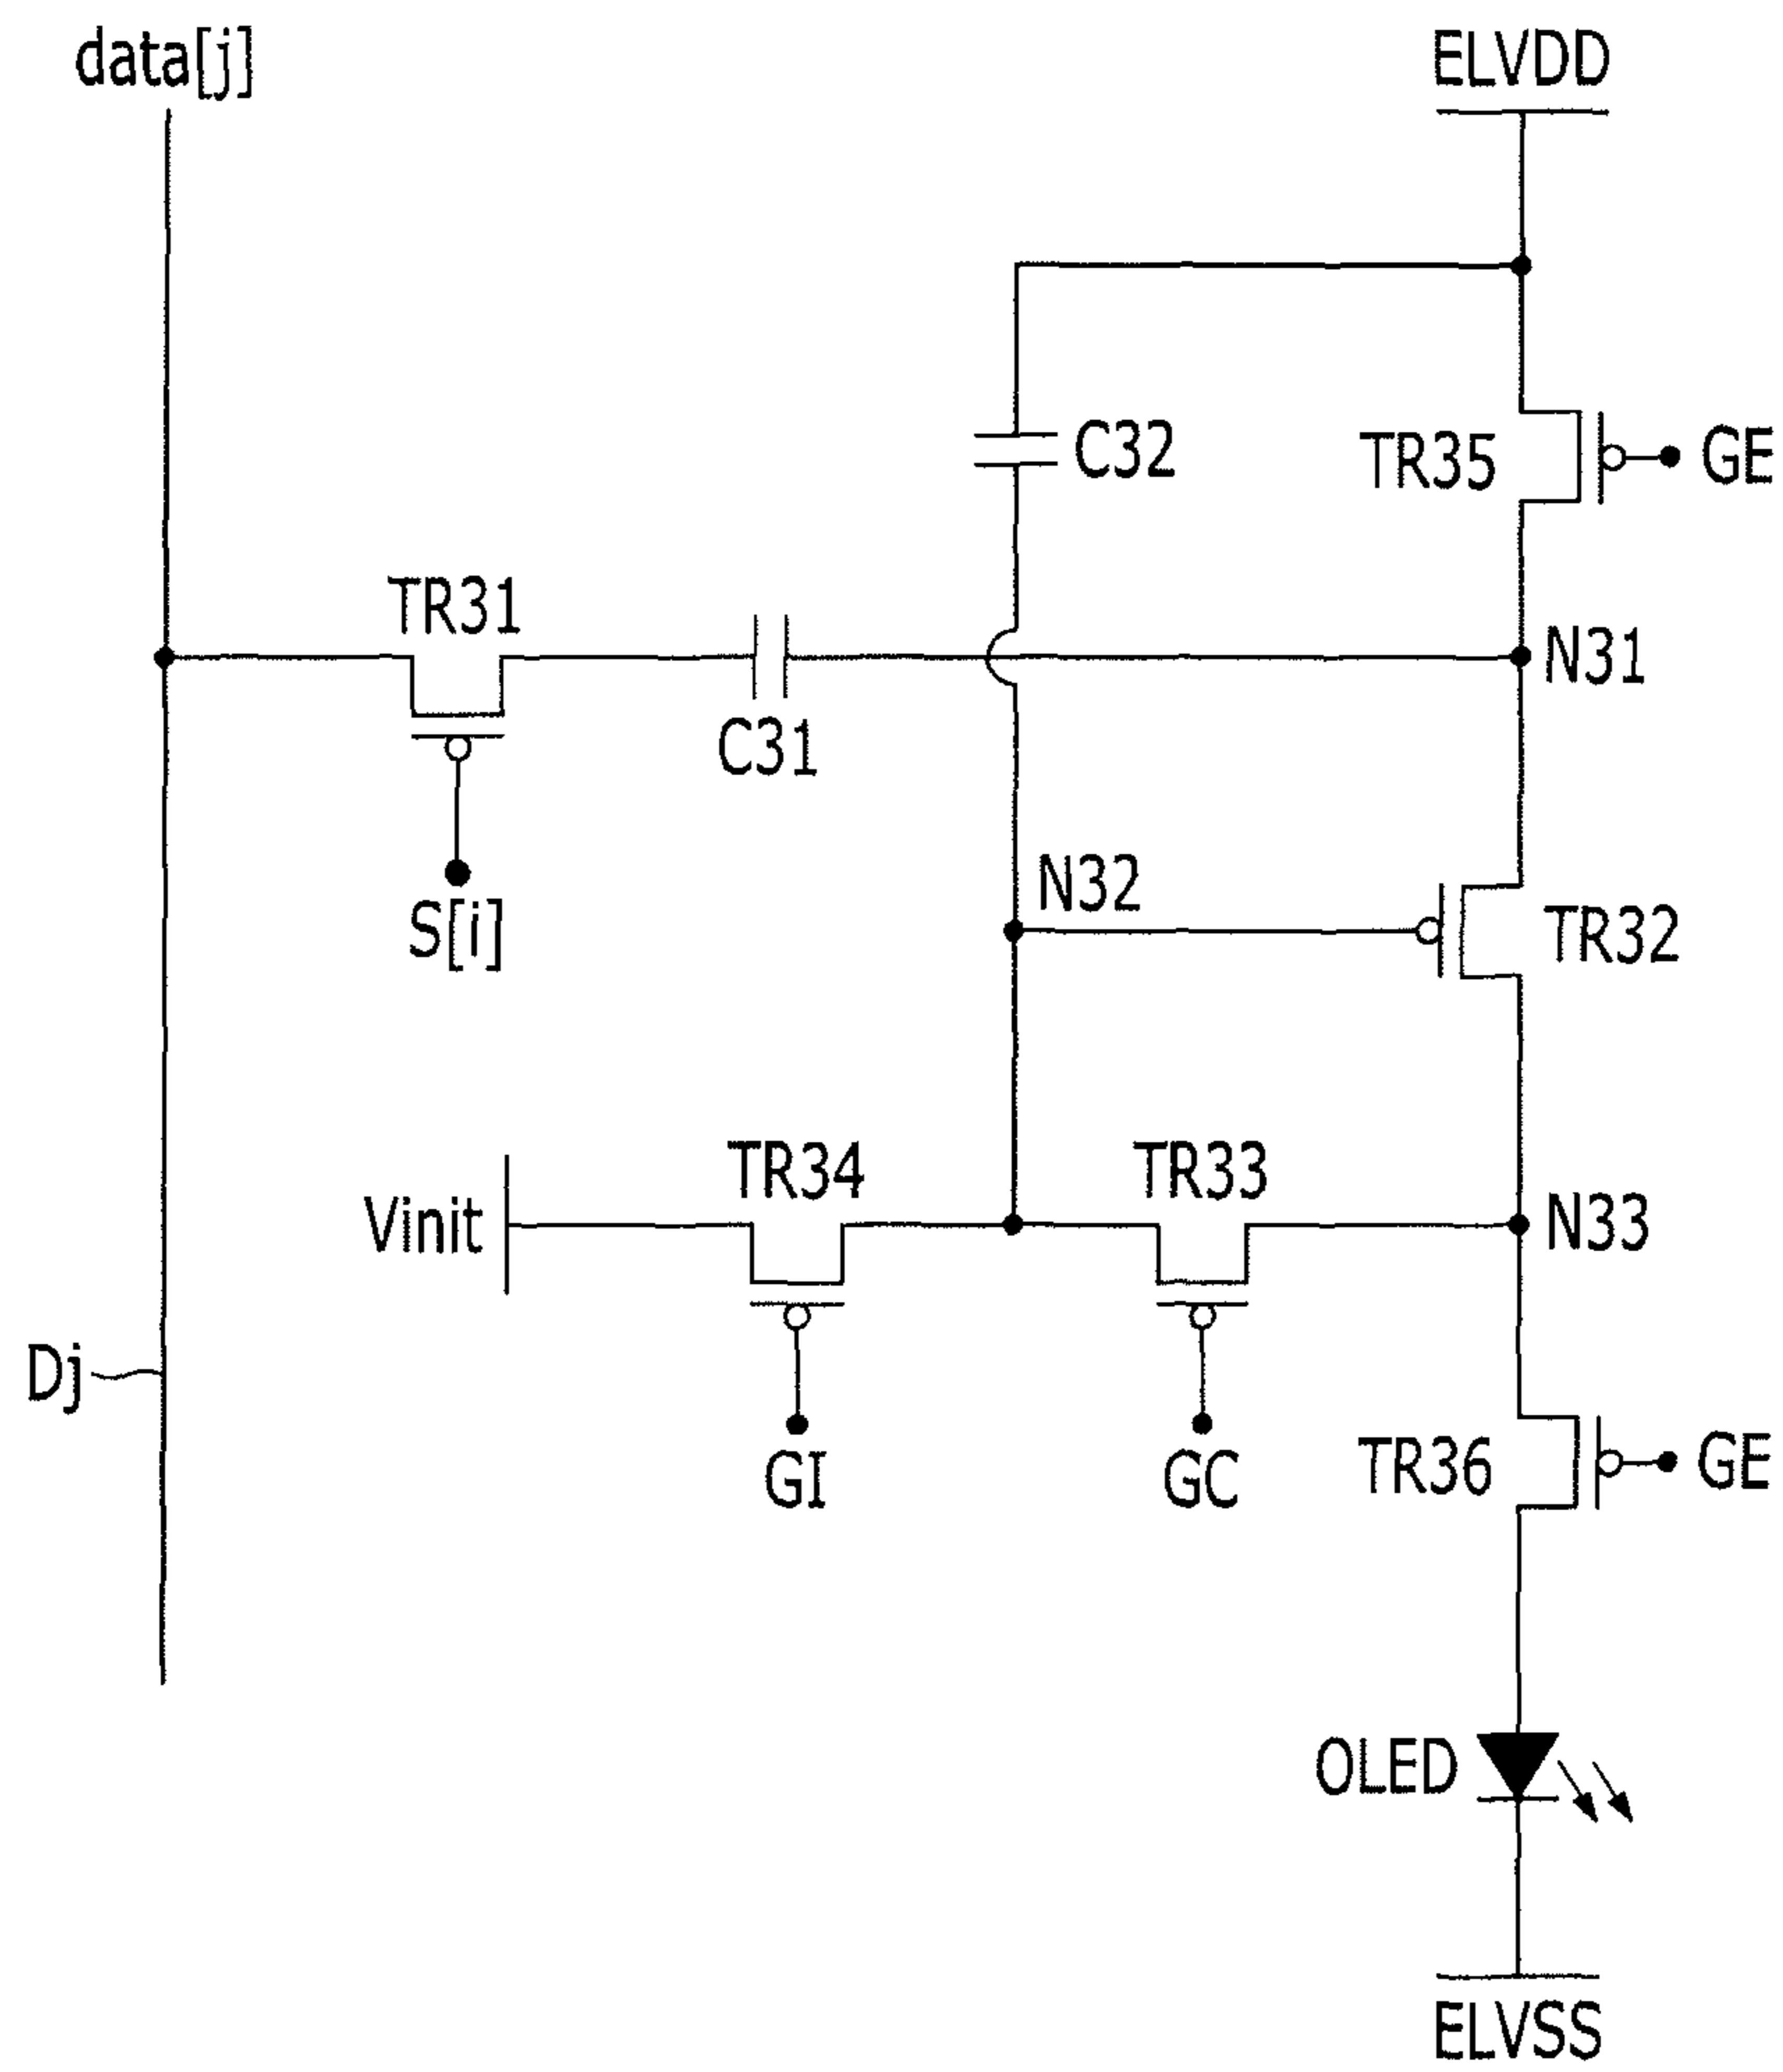 data[j]
ELVDD
C32
TR35
GE
TR31
N31
C31
N32
S[i]
TR32
TR34
TR33
Vinit
N33
Dj
GI
GC
TR36
GE
OLED
ELVSS